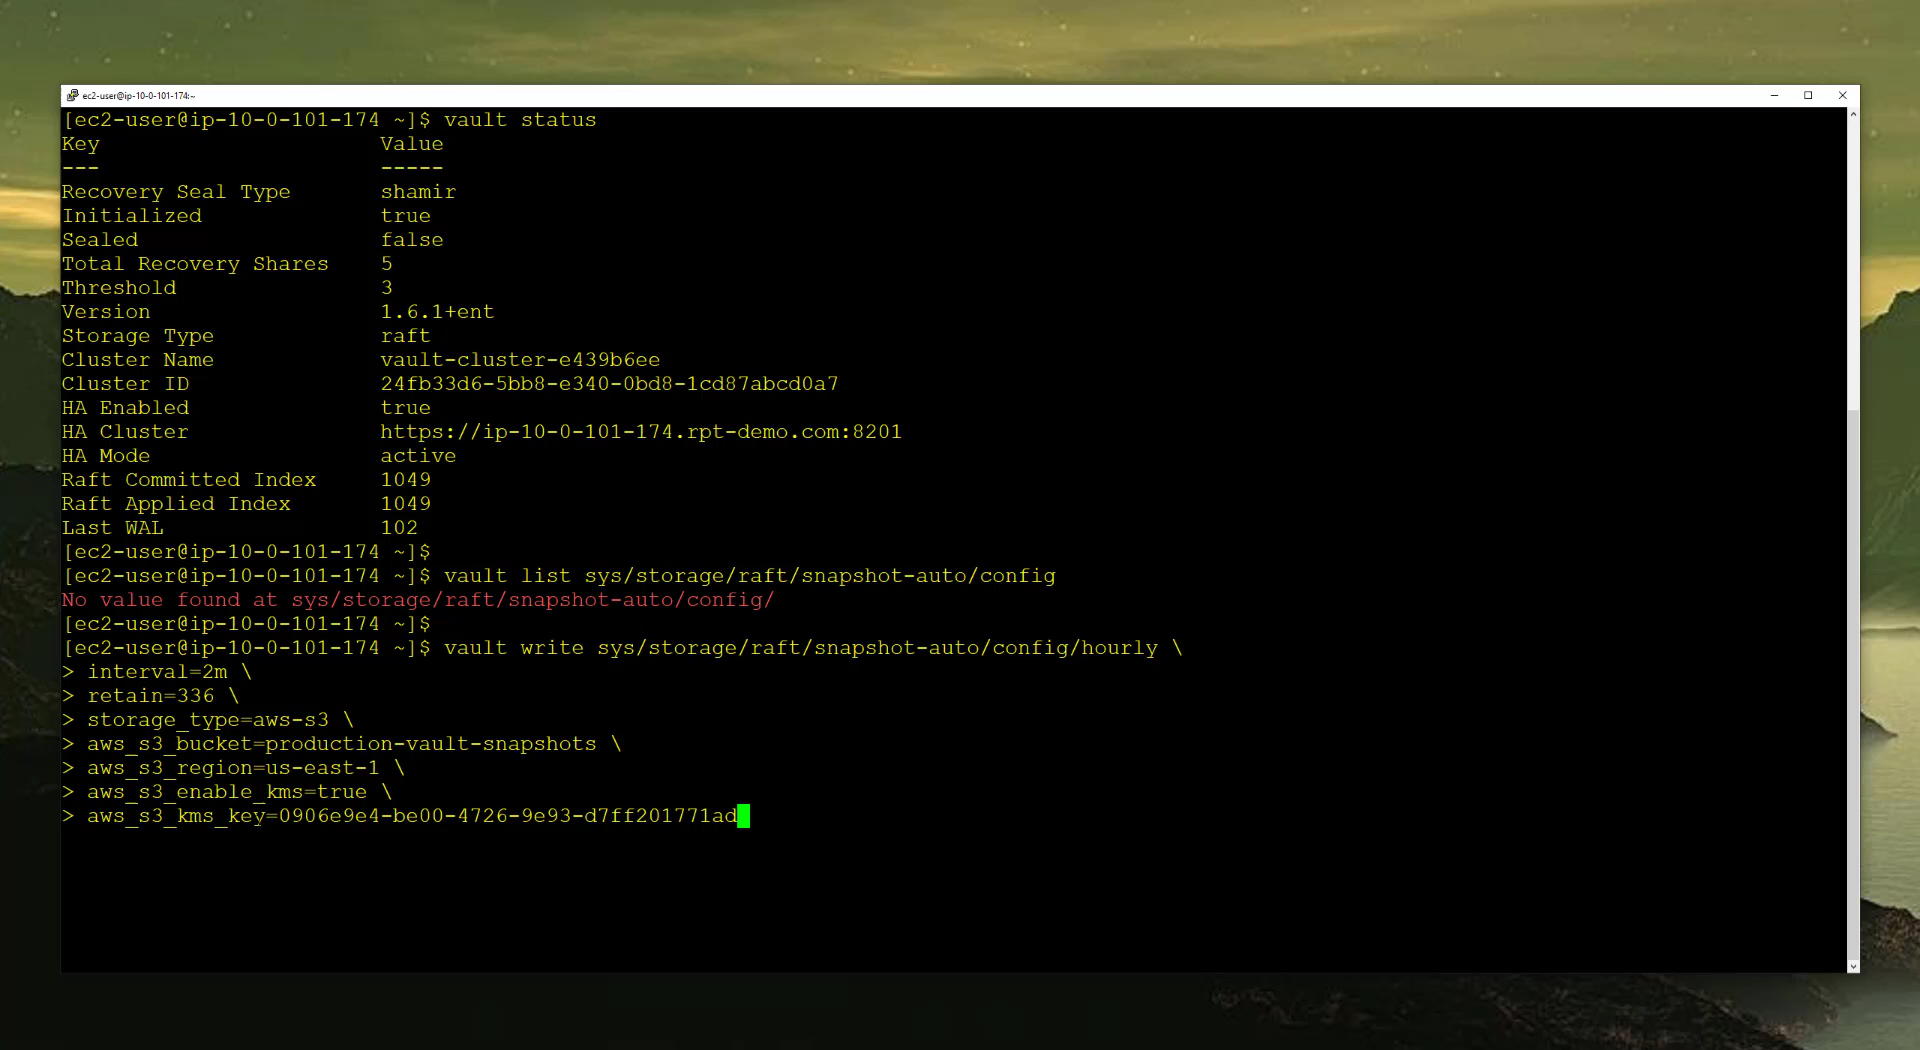 ec2-user@ip-10-0-101-174:~
[ec2-user@ip-10-0-101-174 ~]$ vault status
Key                      Value
---                      -----
Recovery Seal Type       shamir
Initialized              true
Sealed                   false
Total Recovery Shares    5
Threshold                3
Version                  1.6.1+ent
Storage Type             raft
Cluster Name             vault-cluster-e439b6ee
Cluster ID               24fb33d6-5bb8-e340-0bd8-1cd87abcd0a7
HA Enabled               true
HA Cluster               https://ip-10-0-101-174.rpt-demo.com:8201
HA Mode                  active
Raft Committed Index     1049
Raft Applied Index       1049
Last WAL                 102
[ec2-user@ip-10-0-101-174 ~]$
[ec2-user@ip-10-0-101-174 ~]$ vault list sys/storage/raft/snapshot-auto/config
No value found at sys/storage/raft/snapshot-auto/config/
[ec2-user@ip-10-0-101-174 ~]$
[ec2-user@ip-10-0-101-174 ~]$ vault write sys/storage/raft/snapshot-auto/config/hourly \
> interval=2m \
> retain=336 \
> storage_type=aws-s3 \
> aws_s3_bucket=production-vault-snapshots \
> aws_s3_region=us-east-1 \
> aws_s3_enable_kms=true \
> aws_s3_kms_key=0906e9e4-be00-4726-9e93-d7ff201771ad